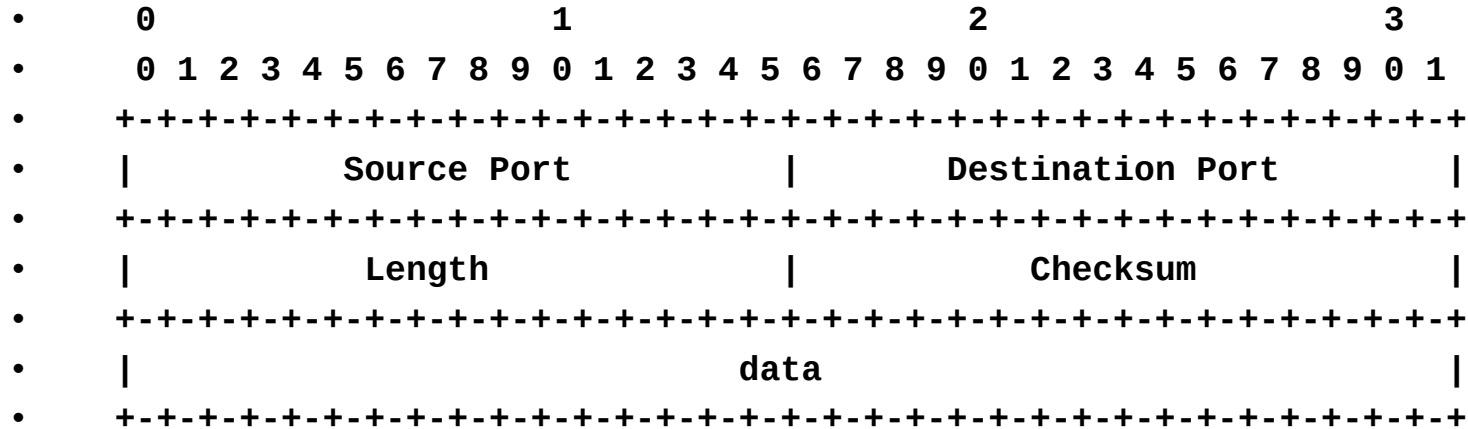 •      0                   1                   2                   3
•      0 1 2 3 4 5 6 7 8 9 0 1 2 3 4 5 6 7 8 9 0 1 2 3 4 5 6 7 8 9 0 1
•     +-+-+-+-+-+-+-+-+-+-+-+-+-+-+-+-+-+-+-+-+-+-+-+-+-+-+-+-+-+-+-+-+
•     |          Source Port          |       Destination Port        |
•     +-+-+-+-+-+-+-+-+-+-+-+-+-+-+-+-+-+-+-+-+-+-+-+-+-+-+-+-+-+-+-+-+
•     |           Length              |           Checksum            |
•     +-+-+-+-+-+-+-+-+-+-+-+-+-+-+-+-+-+-+-+-+-+-+-+-+-+-+-+-+-+-+-+-+
•     |                             data                              |
•     +-+-+-+-+-+-+-+-+-+-+-+-+-+-+-+-+-+-+-+-+-+-+-+-+-+-+-+-+-+-+-+-+